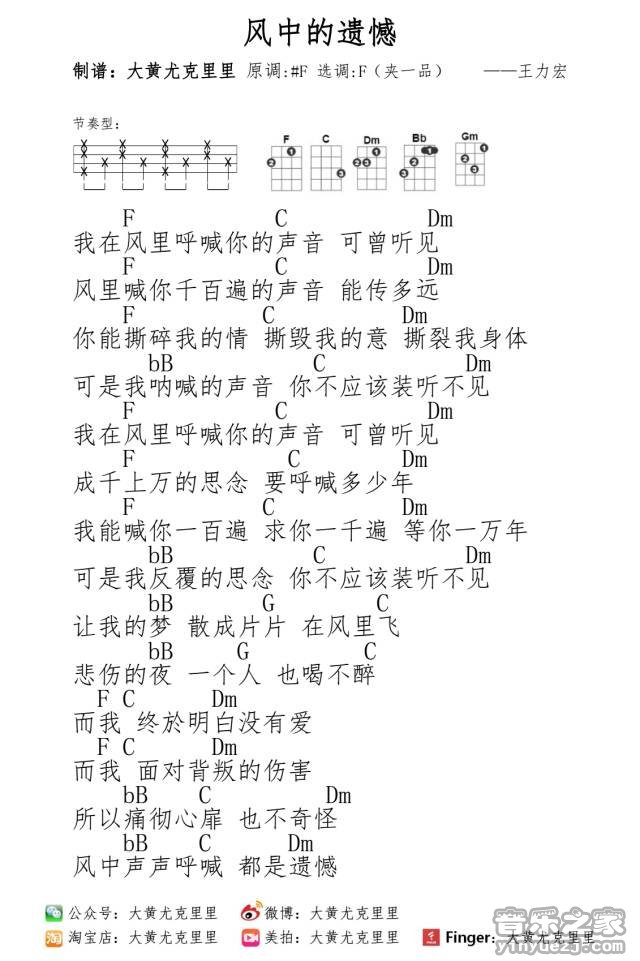 风中的遗憾
制谱：大黄尤克里里 原调:#F 选调:F（夹一品） ——王力宏
节奏型：
F C Dm Bb Gm
F C Dm
我在风里呼喊你的声音 可曾听见
F C Dm
风里喊你千百遍的声音 能传多远
F C Dm
你能撕碎我的情 撕毁我的意 撕裂我身体
bB C Dm
可是我呐喊的声音 你不应该装听不见
F C Dm
我在风里呼喊你的声音 可曾听见
F C Dm
成千上万的思念 要呼喊多少年
F C Dm
我能喊你一百遍 求你一千遍 等你一万年
bB C Dm
可是我反覆的思念 你不应该装听不见
bB G C
让我的梦 散成片片 在风里飞
bB G C
悲伤的夜 一个人 也喝不醉
F C Dm
而我 终於明白没有爱
F C Dm
而我 面对背叛的伤害
bB C Dm
所以痛彻心扉 也不奇怪
bB C Dm
风中声声呼喊 都是遗憾
公众号：大黄尤克里里 微博：大黄尤克里里
淘宝店：大黄尤克里里 美拍：大黄尤克里里 Finger：大黄尤克里里
音乐之家
yinyuezj.com